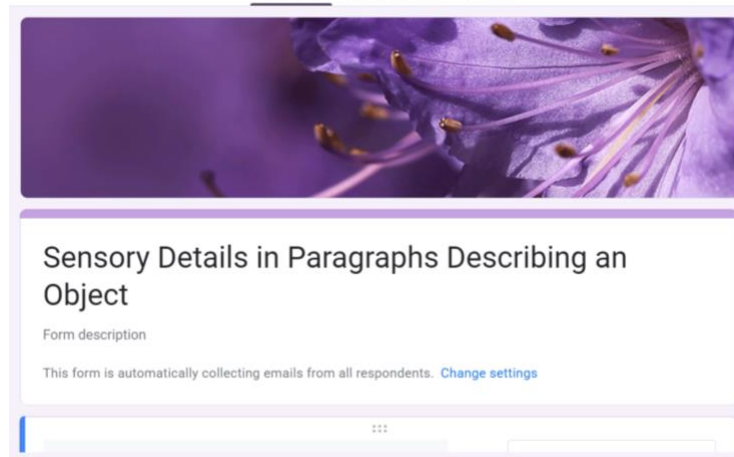 Sensory Details in Paragraphs Describing an
Object
Form description
This form is automatically collecting emails from all respondents. Change settings